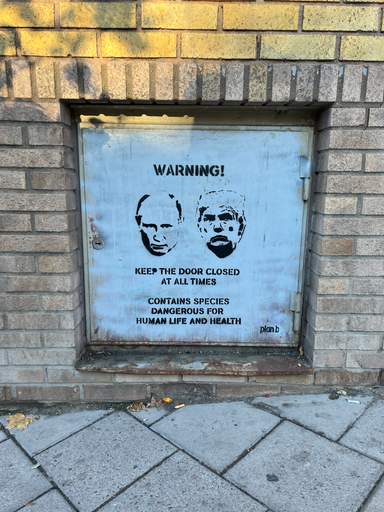 WARNING!
KEEP THE DOOR CLOSED
AT ALL TIMES
CONTAINS SPECIES
DANGEROUS FOR
HUMAN LIFE AND HEALTH
plan b